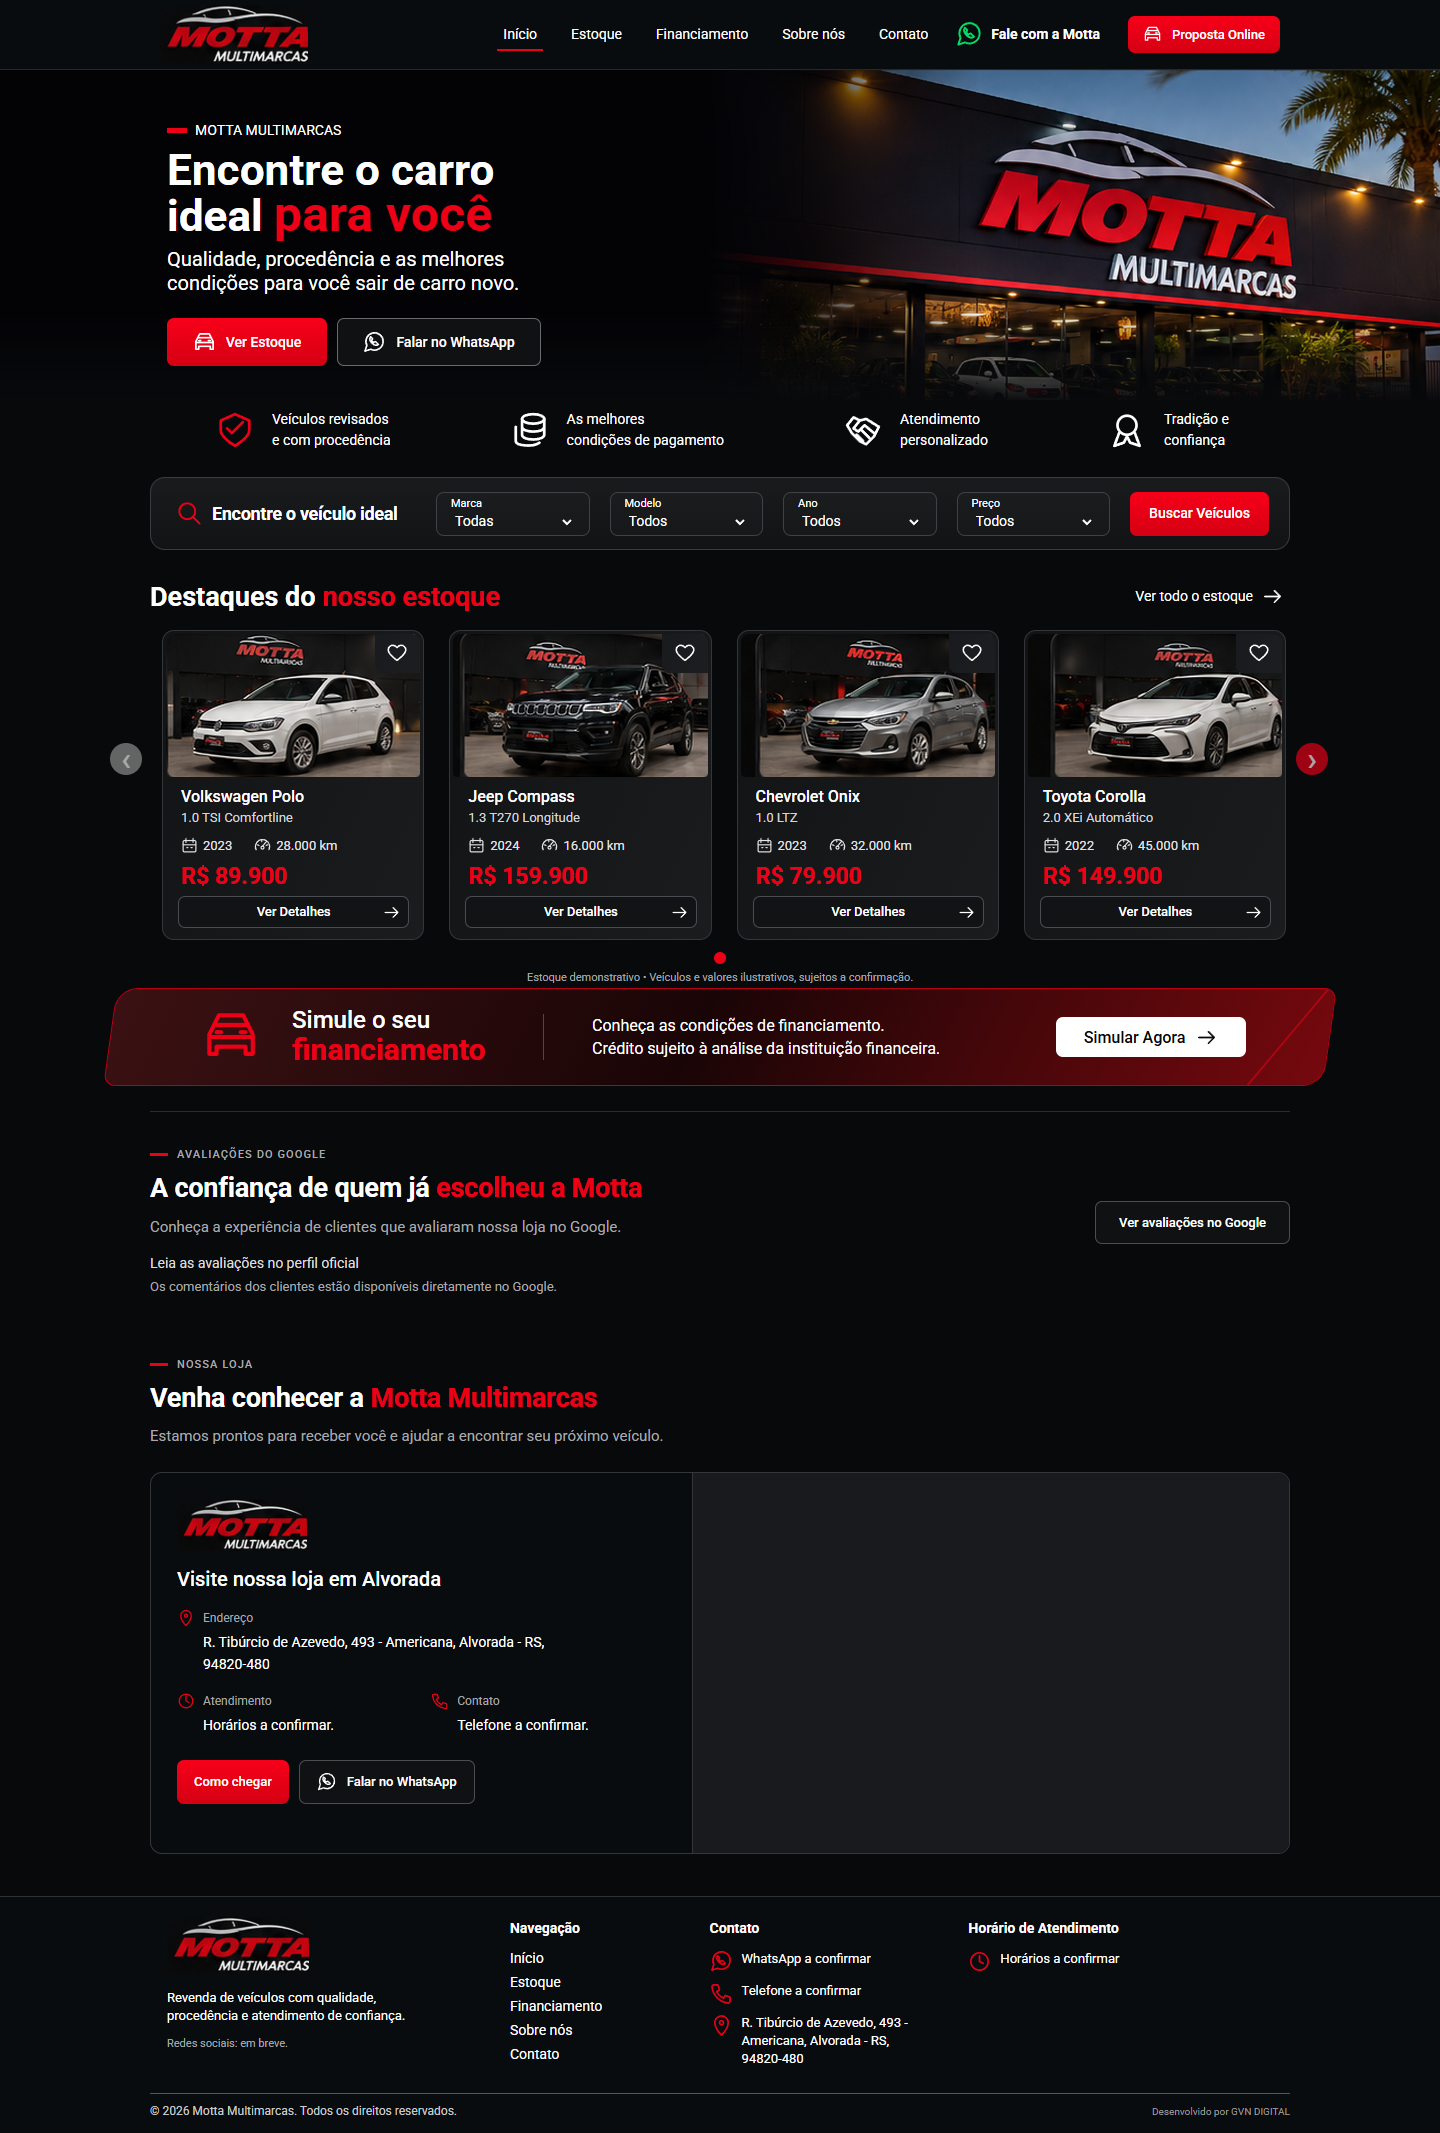 MOTTA
MULTIMARCAS
Início
Estoque
Financiamento
Sobre nós
Contato
Fale com a Motta
Proposta Online
MOTTA MULTIMARCAS
Encontre o carro
ideal para você
Qualidade, procedência e as melhores
condições para você sair de carro novo.
Ver Estoque
Falar no WhatsApp
MOTTA
MULTIMARCAS
Veículos revisados
e com procedência
As melhores
condições de pagamento
Atendimento
personalizado
Tradição e
confiança
Encontre o veículo ideal
Marca
Todas
Modelo
Todos
Ano
Todos
Preço
Todos
Buscar Veículos
Destaques do nosso estoque
Ver todo o estoque
MOTTA
MULTIMARCAS
Volkswagen Polo
1.0 TSI Comfortline
2023
28.000 km
R$ 89.900
Ver Detalhes
MOTTA
MULTIMARCAS
Jeep Compass
1.3 T270 Longitude
2024
16.000 km
R$ 159.900
Ver Detalhes
MOTTA
MULTIMARCAS
Chevrolet Onix
1.0 LTZ
2023
32.000 km
R$ 79.900
Ver Detalhes
MOTTA
MULTIMARCAS
Toyota Corolla
2.0 XEi Automático
2022
45.000 km
R$ 149.900
Ver Detalhes
Estoque demonstrativo • Veículos e valores ilustrativos, sujeitos a confirmação.
Simule o seu
financiamento
Conheça as condições de financiamento.
Crédito sujeito à análise da instituição financeira.
Simular Agora
AVALIAÇÕES DO GOOGLE
A confiança de quem já escolheu a Motta
Conheça a experiência de clientes que avaliaram nossa loja no Google.
Leia as avaliações no perfil oficial
Os comentários dos clientes estão disponíveis diretamente no Google.
Ver avaliações no Google
NOSSA LOJA
Venha conhecer a Motta Multimarcas
Estamos prontos para receber você e ajudar a encontrar seu próximo veículo.
MOTTA
MULTIMARCAS
Visite nossa loja em Alvorada
Endereço
R. Tibúrcio de Azevedo, 493 - Americana, Alvorada - RS,
94820-480
Atendimento
Horários a confirmar.
Contato
Telefone a confirmar.
Como chegar
Falar no WhatsApp
MOTTA
MULTIMARCAS
Revenda de veículos com qualidade,
procedência e atendimento de confiança.
Redes sociais: em breve.
Navegação
Início
Estoque
Financiamento
Sobre nós
Contato
Contato
WhatsApp a confirmar
Telefone a confirmar
R. Tibúrcio de Azevedo, 493 -
Americana, Alvorada - RS,
94820-480
Horário de Atendimento
Horários a confirmar
© 2026 Motta Multimarcas. Todos os direitos reservados.
Desenvolvido por GVN DIGITAL